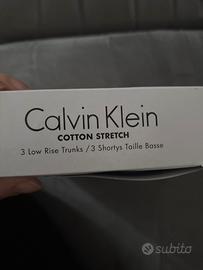 Calvin Klein
COTTON STRETCH
3 Low Rise Trunks / 3 Shortys Taille Basse
subito